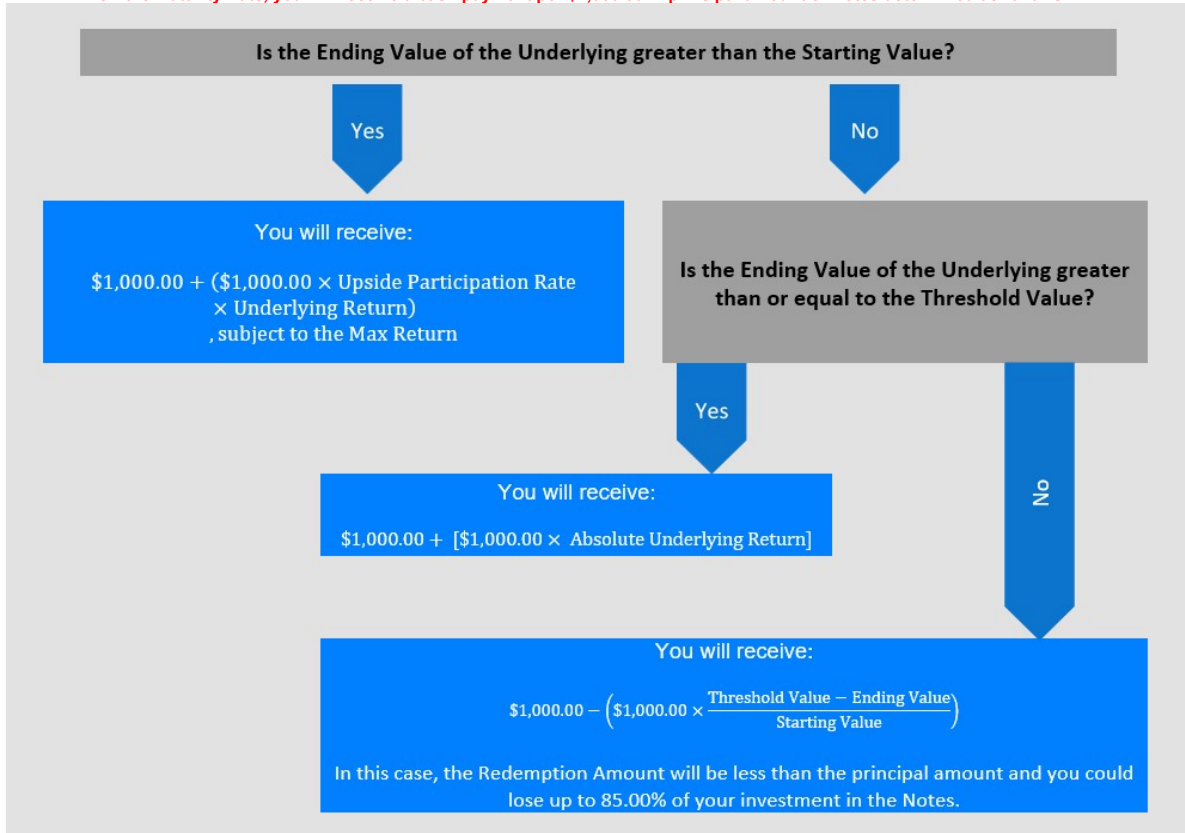 Is the Ending Value of the Underlying greater than the Starting Value?
Yes
No
You will receive:
$1,000.00 + ($1,000.00 × Upside Participation Rate
× Underlying Return)
, subject to the Max Return
Is the Ending Value of the Underlying greater
than or equal to the Threshold Value?
Yes
No
You will receive:
$1,000.00 + [$1,000.00 × Absolute Underlying Return]
You will receive:
$1,000.00 − ($1,000.00 × (Threshold Value − Ending Value) / Starting Value)
In this case, the Redemption Amount will be less than the principal amount and you could
lose up to 85.00% of your investment in the Notes.